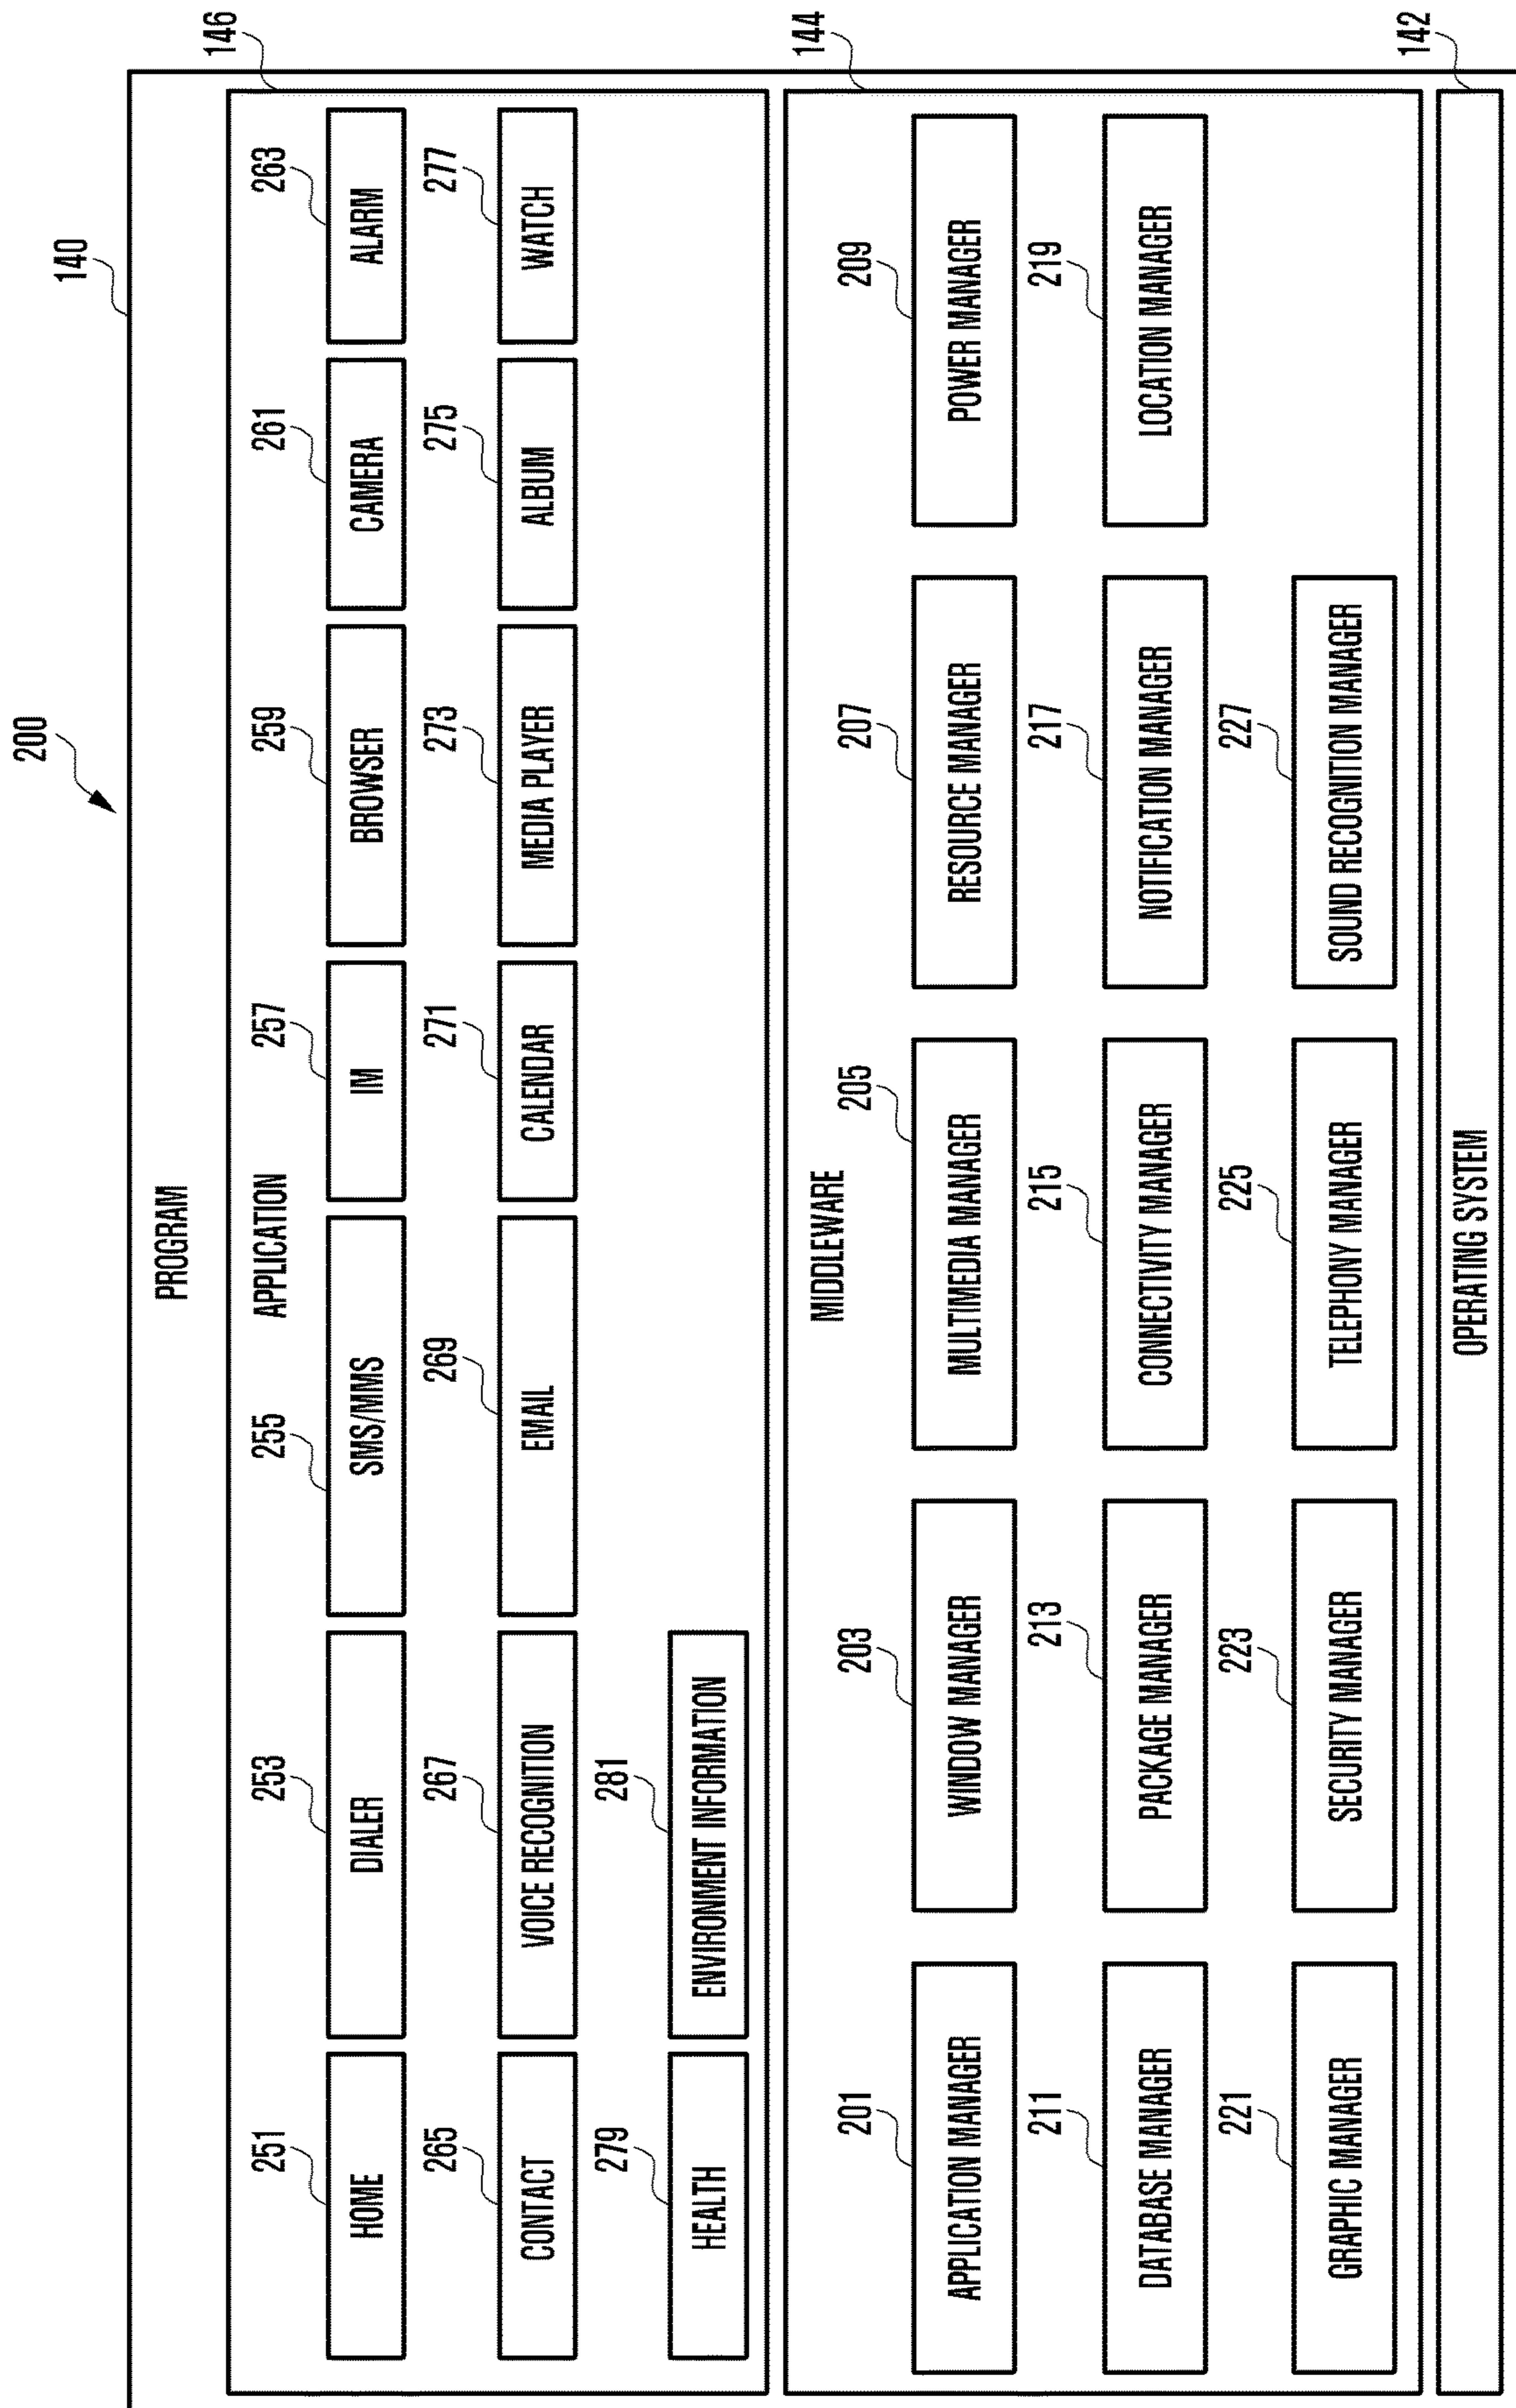 200
140
PROGRAM
146
APPLICATION
251 253 255 257 259 261 263
HOME DIALER SMS/MMS IM BROWSER CAMERA ALARM
265 267 269 271 273 275 277
CONTACT VOICE RECOGNITION EMAIL CALENDAR MEDIA PLAYER ALBUM WATCH
279 281
HEALTH ENVIRONMENT INFORMATION
144
MIDDLEWARE
201 203 205 207 209
APPLICATION MANAGER WINDOW MANAGER MULTIMEDIA MANAGER RESOURCE MANAGER POWER MANAGER
211 213 215 217 219
DATABASE MANAGER PACKAGE MANAGER CONNECTIVITY MANAGER NOTIFICATION MANAGER LOCATION MANAGER
221 223 225 227
GRAPHIC MANAGER SECURITY MANAGER TELEPHONY MANAGER SOUND RECOGNITION MANAGER
142
OPERATING SYSTEM